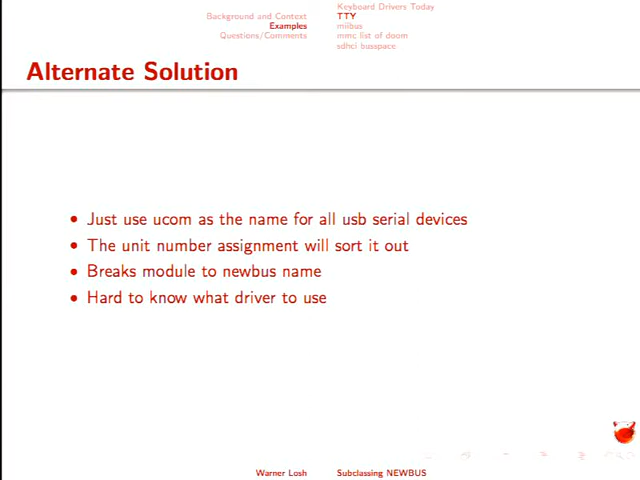 Background and Context
Examples
Questions/Comments
Keyboard Drivers Today
TTY
miibus
mmc list of doom
sdhci busspace
Alternate Solution
• Just use ucom as the name for all usb serial devices
• The unit number assignment will sort it out
• Breaks module to newbus name
• Hard to know what driver to use
Warner Losh Subclassing NEWBUS